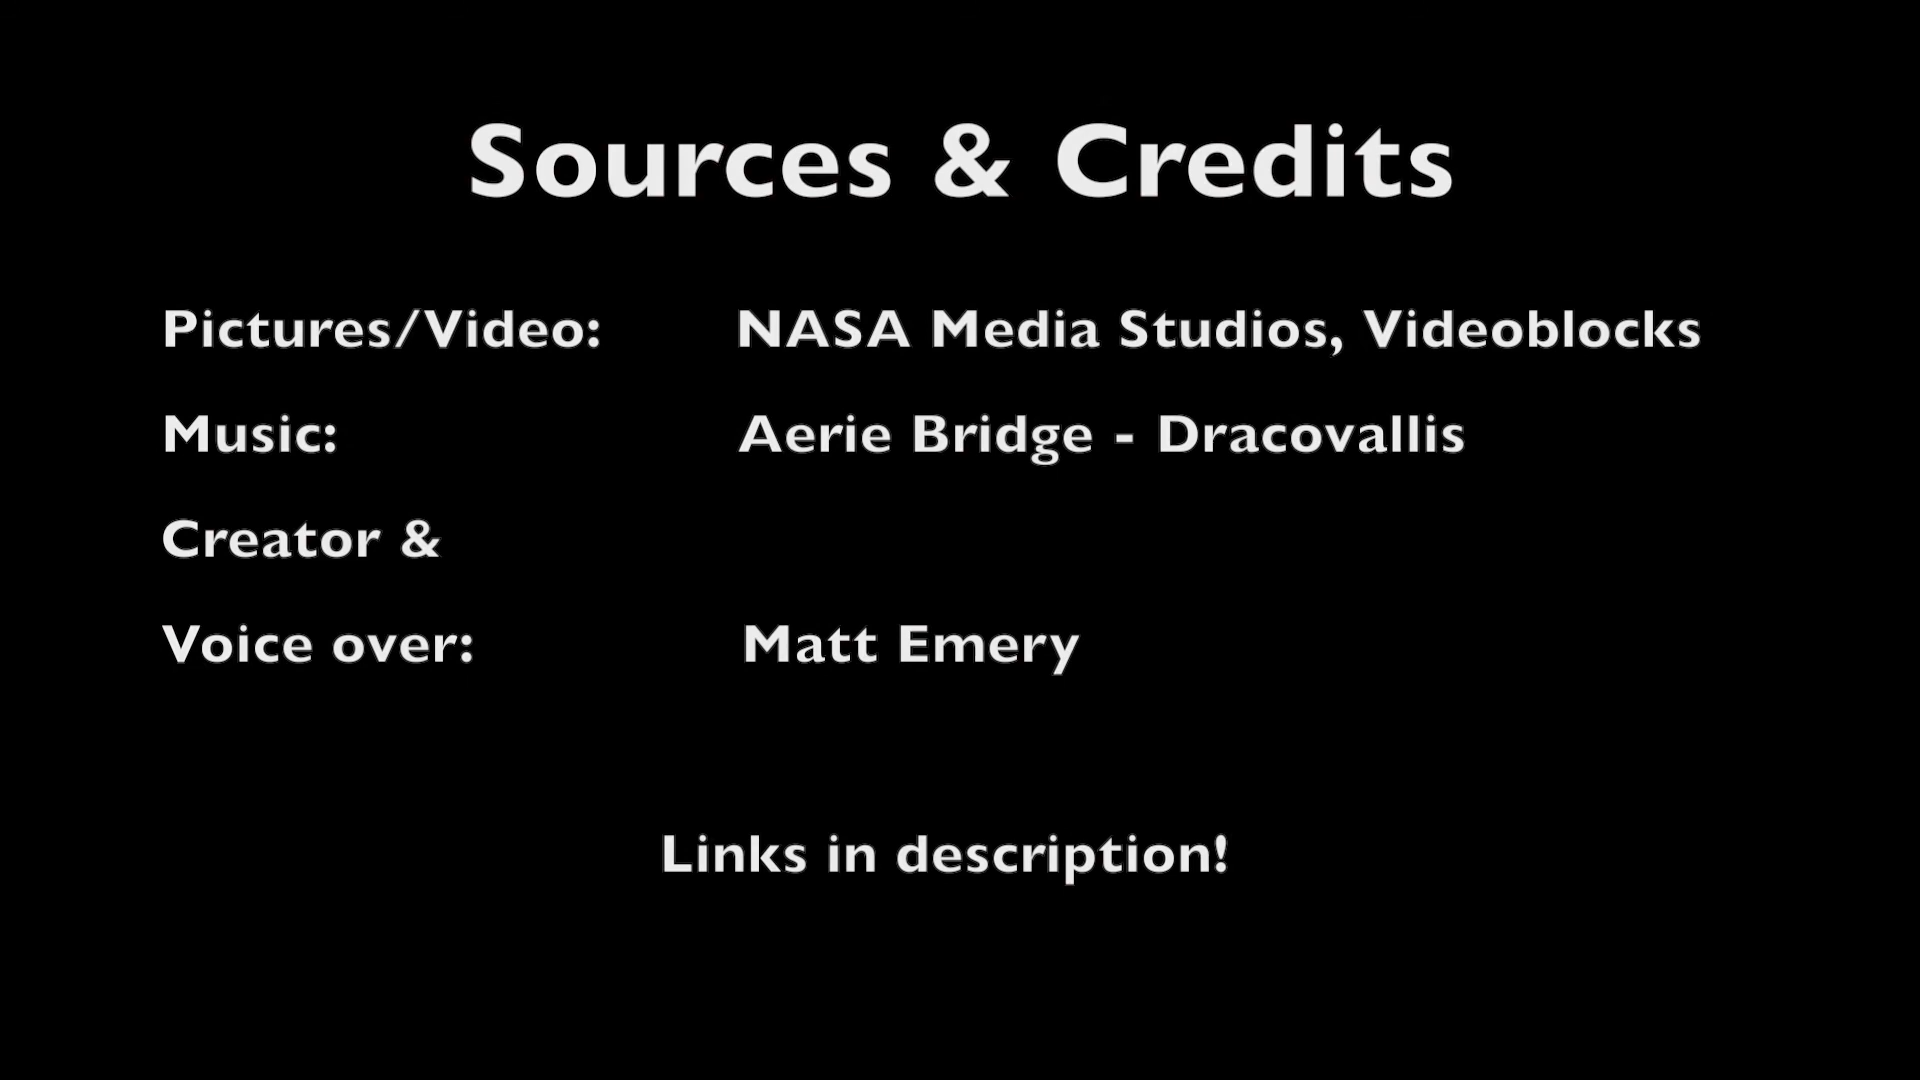 Sources & Credits
Pictures/Video: NASA Media Studios, Videoblocks
Music: Aerie Bridge - Dracovallis
Creator &
Voice over: Matt Emery
Links in description!